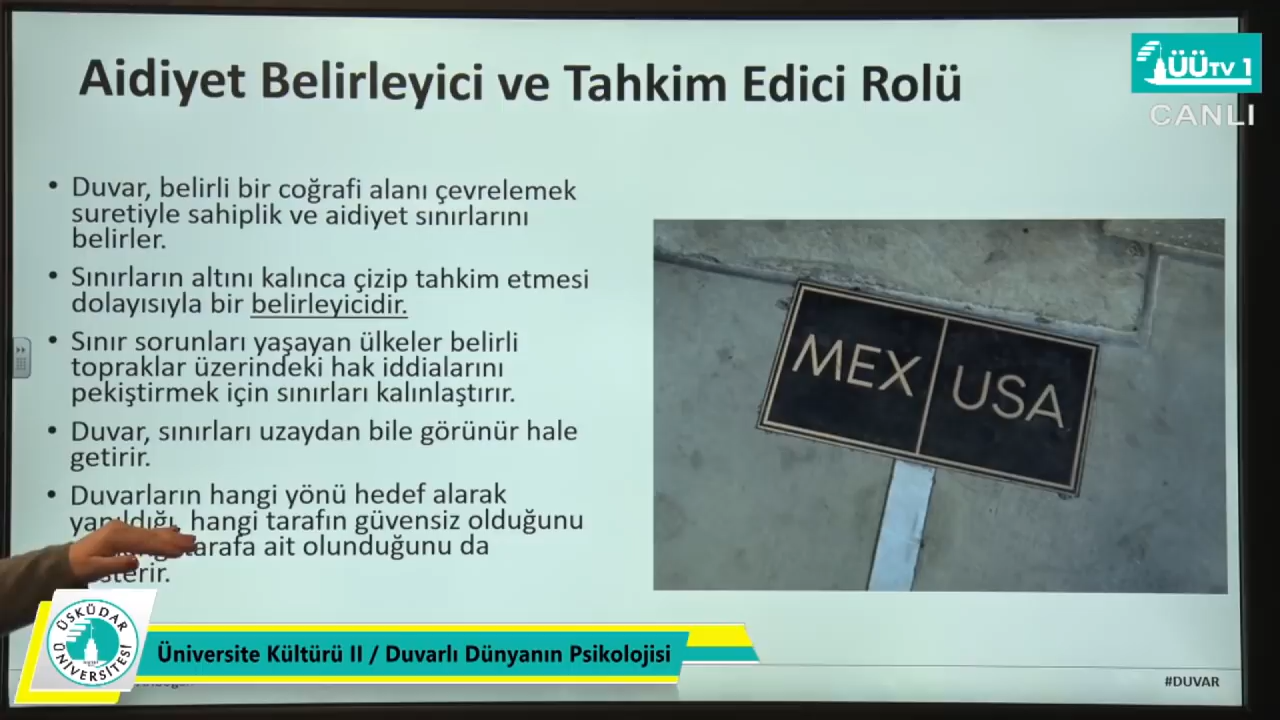 Aidiyet Belirleyici ve Tahkim Edici Rolü
ÜÜTV 1
CANLI
• Duvar, belirli bir coğrafi alanı çevrelemek
suretiyle sahiplik ve aidiyet sınırlarını
belirler.
• Sınırların altını kalınca çizip tahkim etmesi
dolayısıyla bir belirleyicidir.
• Sınır sorunları yaşayan ülkeler belirli
topraklar üzerindeki hak iddialarını
pekiştirmek için sınırları kalınlaştırır.
• Duvar, sınırları uzaydan bile görünür hale
getirir.
• Duvarların hangi yönü hedef alarak
yapıldığı, hangi tarafın güvensiz olduğunu
tarafa ait olunduğunu da
MEX USA
ÜSKÜDAR ÜNİVERSİTESİ
Üniversite Kültürü II / Duvarlı Dünyanın Psikolojisi
#DUVAR